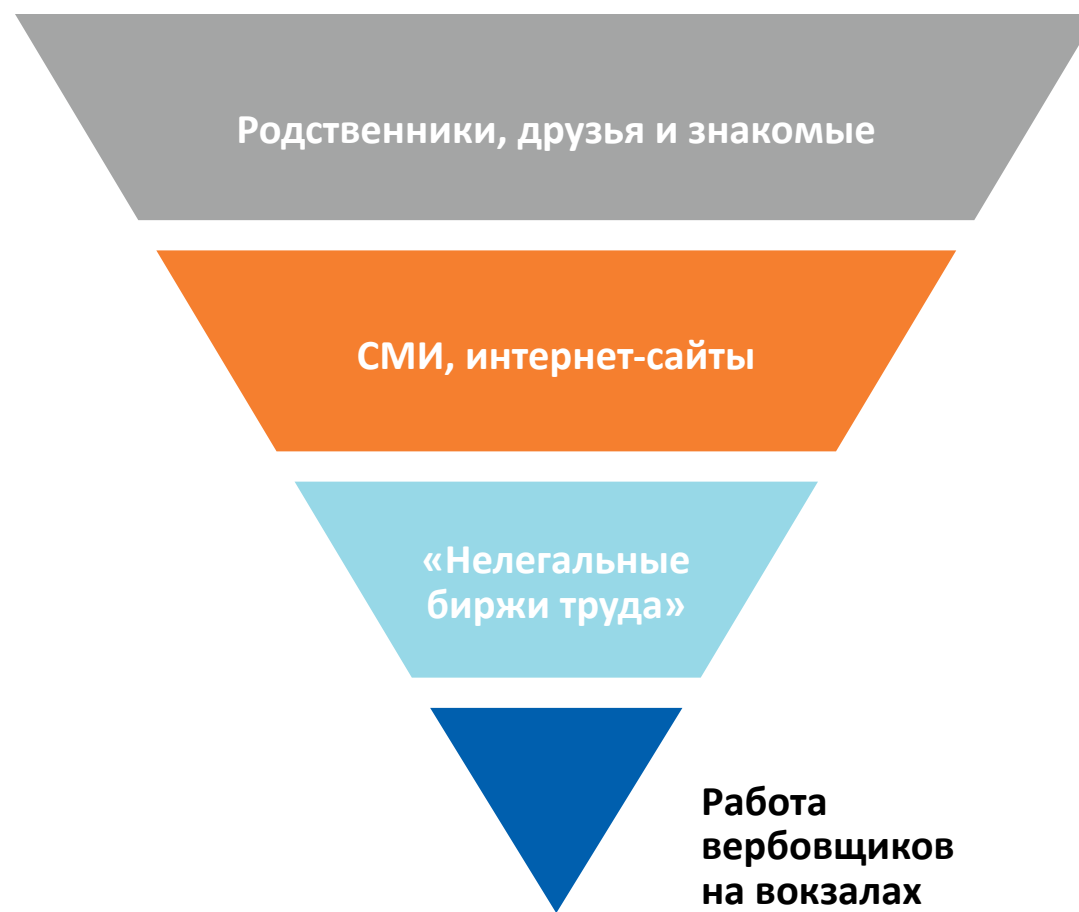 Родственники, друзья и знакомые
СМИ, интернет-сайты
«Нелегальные
биржи труда»
Работа
вербовщиков
на вокзалах